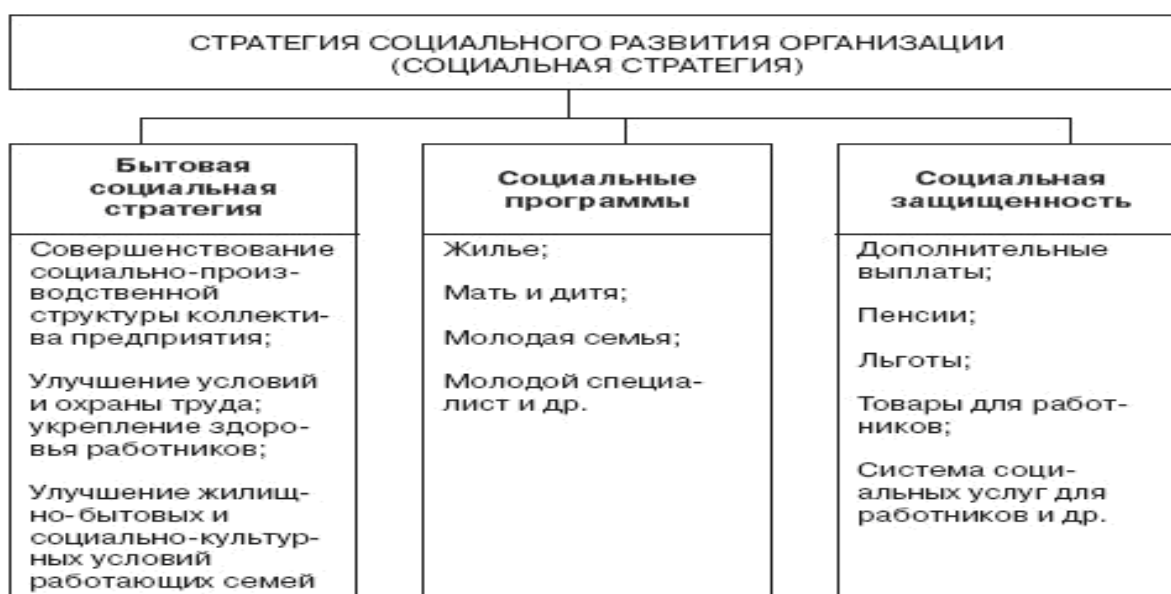 СТРАТЕГИЯ СОЦИАЛЬНОГО РАЗВИТИЯ ОРГАНИЗАЦИИ
(СОЦИАЛЬНАЯ СТРАТЕГИЯ)
Бытовая
социальная
стратегия
Совершенствование
социально-произ-
водственной
структуры коллекти-
ва предприятия;
Улучшение условий
и охраны труда;
укрепление здоро-
вья работников;
Улучшение жилищ-
но-бытовых и
социально-культур-
ных условий
работающих семей
Социальные
программы
Жилье;
Мать и дитя;
Молодая семья;
Молодой специа-
лист и др.
Социальная
защищенность
Дополнительные
выплаты;
Пенсии;
Льготы;
Товары для работ-
ников;
Система соци-
альных услуг для
работников и др.